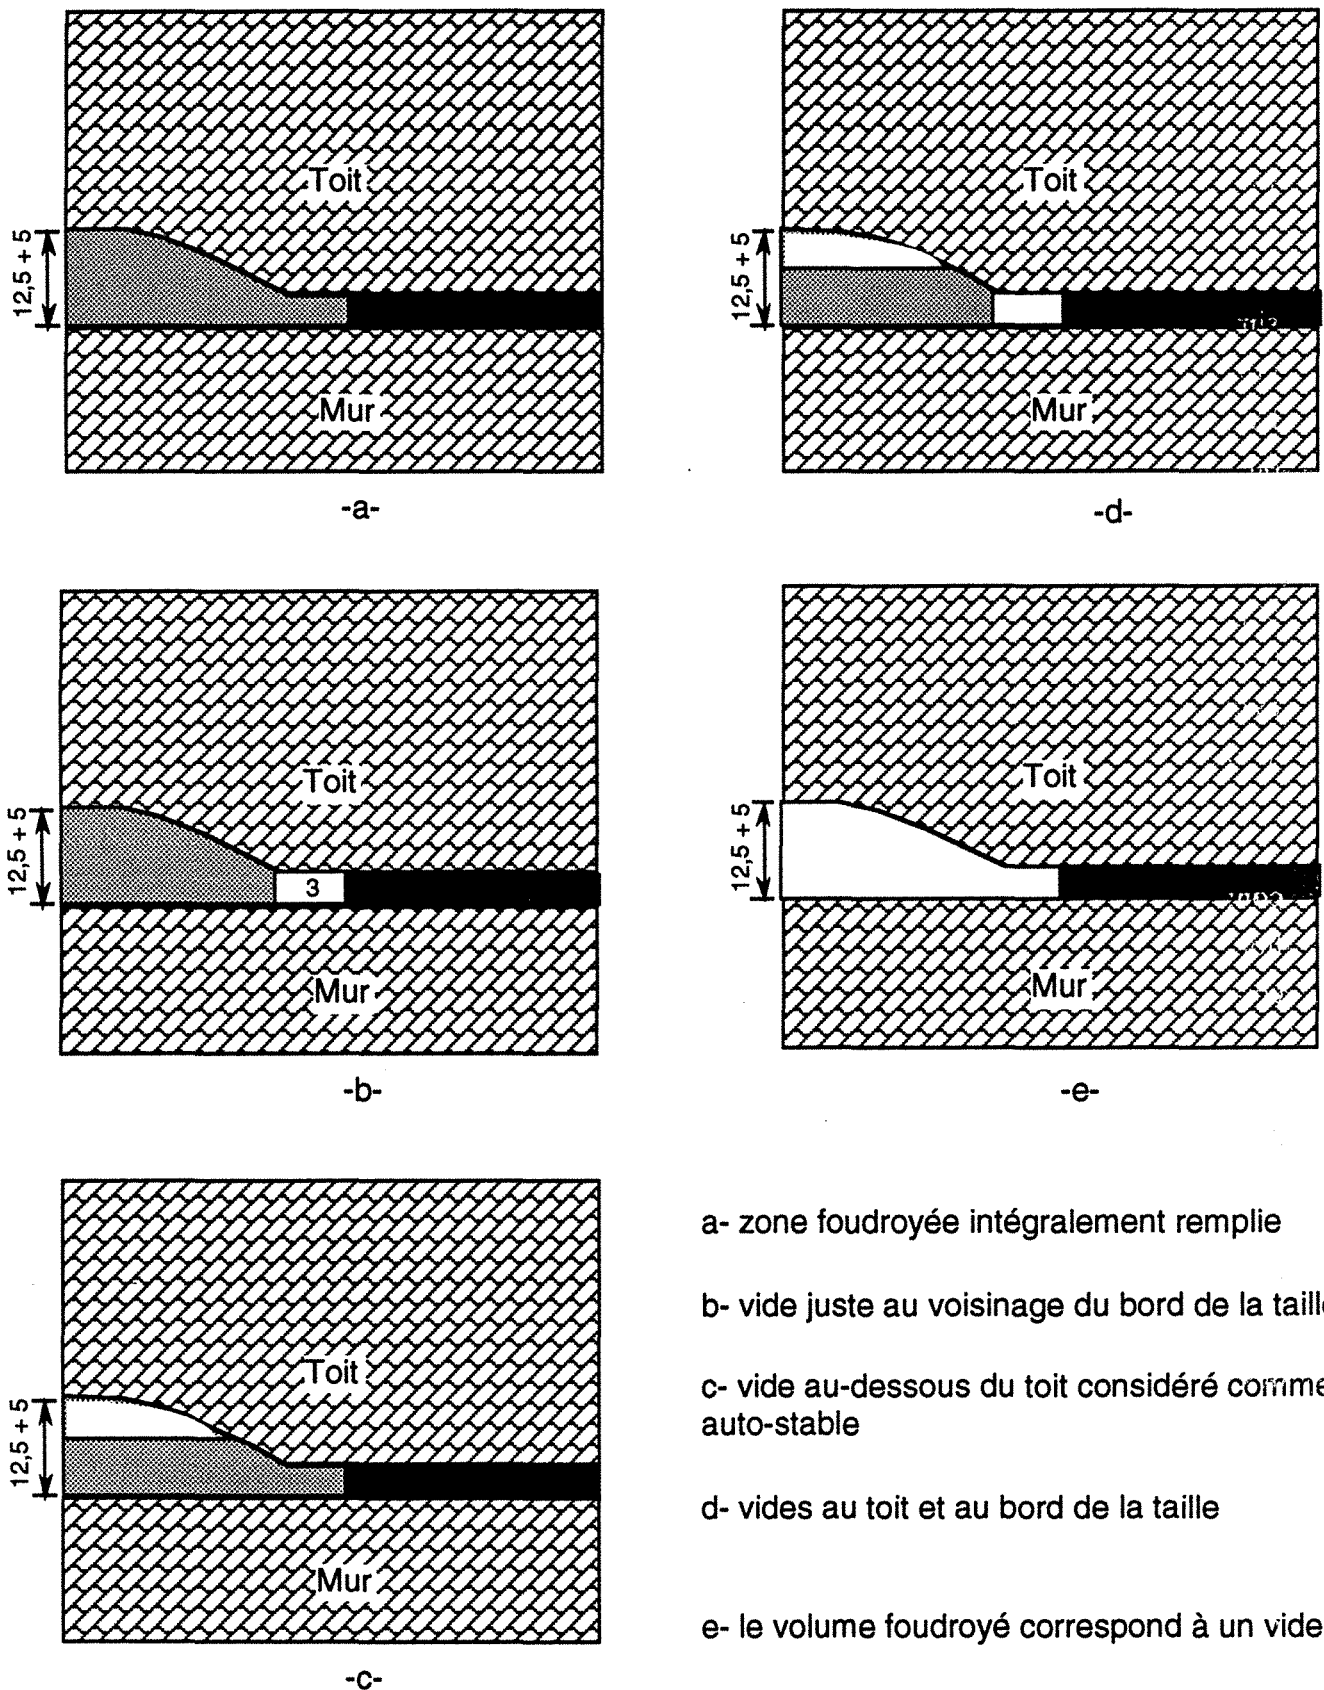 Toit
12,5 + 5
Mur
-a-
Toit
12,5 + 5
Mur
-d-
Toit
12,5 + 5
3
Mur
-b-
Toit
12,5 + 5
Mur
-e-
Toit
12,5 + 5
Mur
-c-
a- zone foudroyée intégralement remplie
b- vide juste au voisinage du bord de la taille
c- vide au-dessous du toit considéré comme
auto-stable
d- vides au toit et au bord de la taille
e- le volume foudroyé correspond à un vide